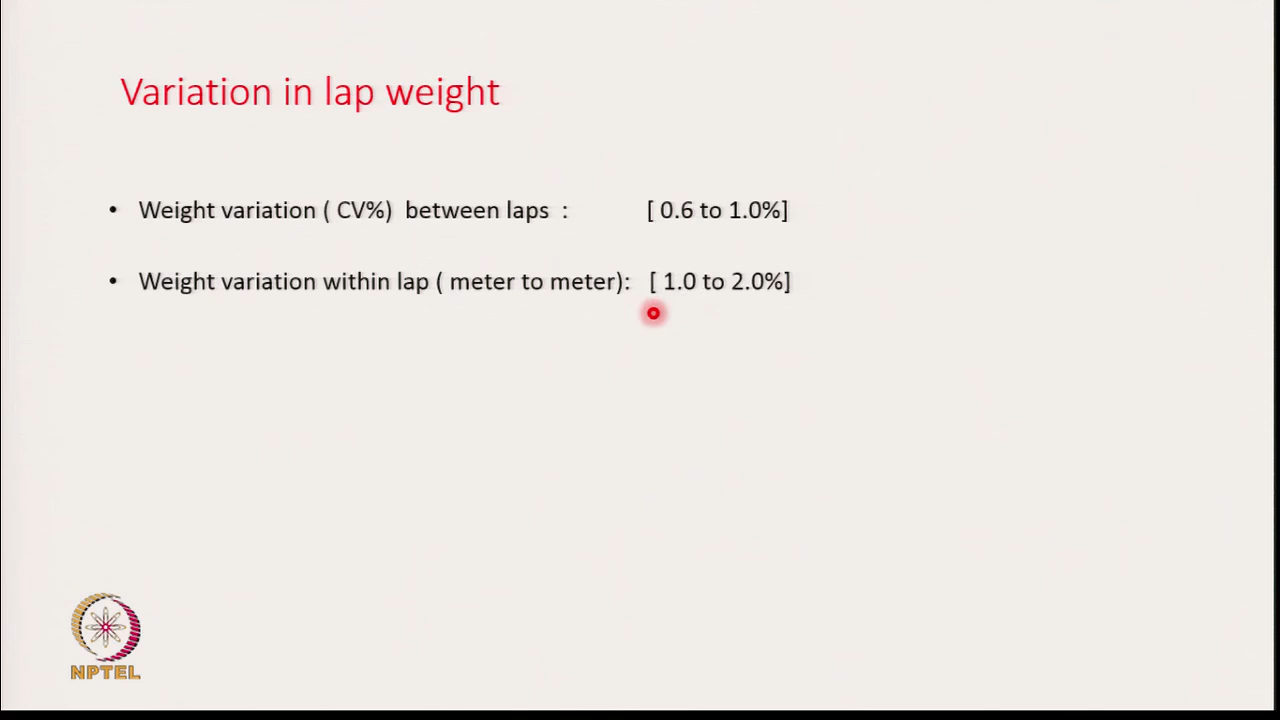 Variation in lap weight
• Weight variation ( CV%) between laps : [ 0.6 to 1.0%]
• Weight variation within lap ( meter to meter): [ 1.0 to 2.0%]
NPTEL